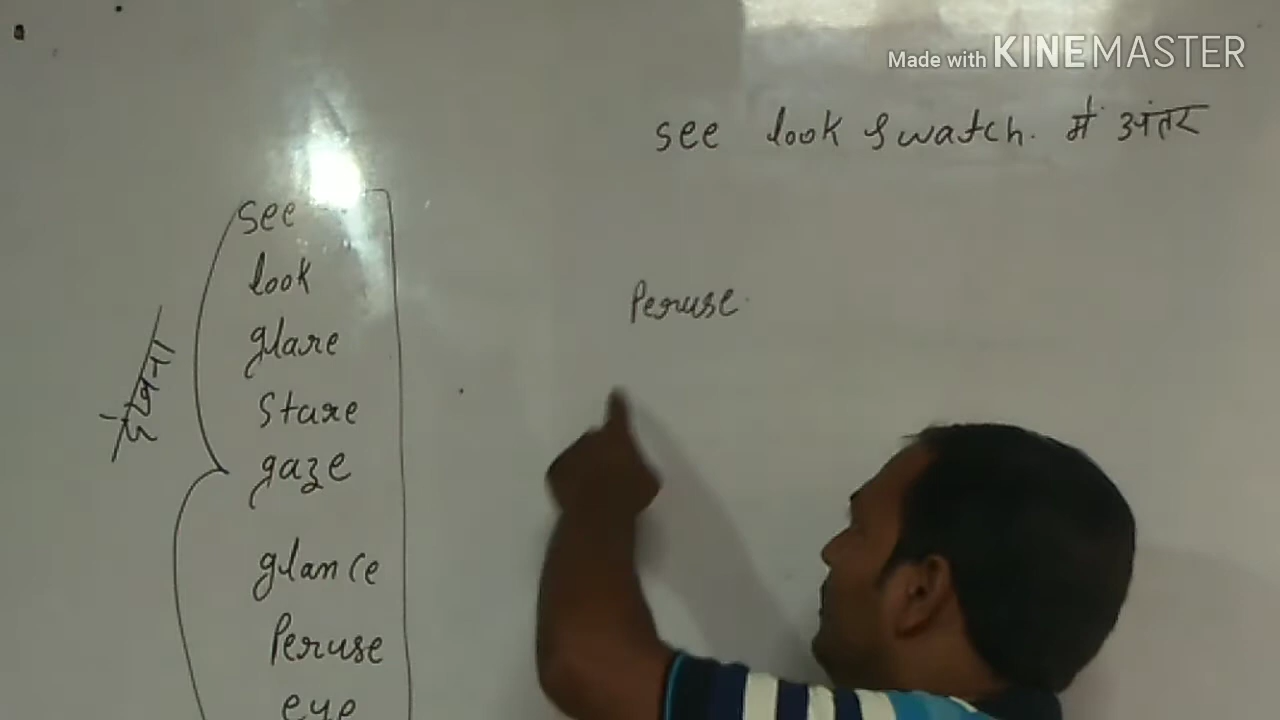 Made with KINEMASTER
see look & watch. में अंतर
see
look
glare
stare
gaze
glance
Peruse
eye
देखना
Peruse.